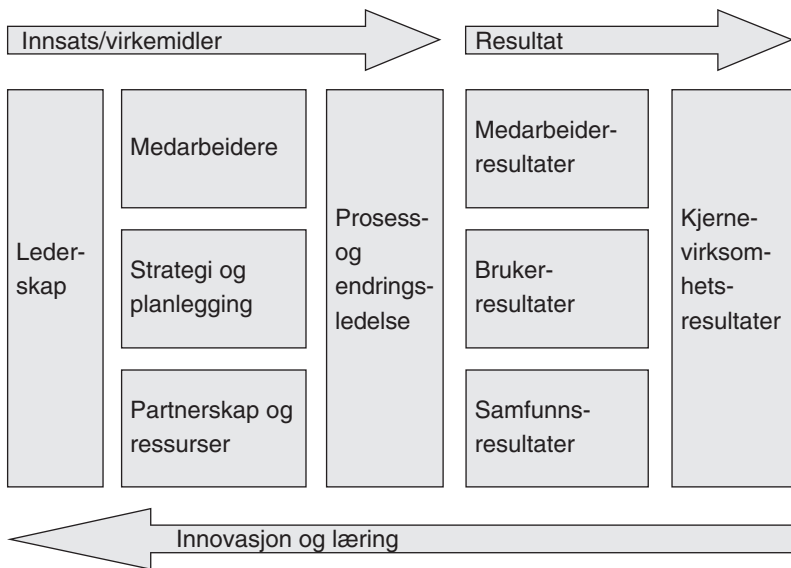 Innsats/virkemidler
Resultat
Leder-
skap
Medarbeidere
Strategi og
planlegging
Partnerskap og
ressurser
Prosess-
og
endrings-
ledelse
Medarbeider-
resultater
Bruker-
resultater
Samfunns-
resultater
Kjerne-
virksom-
hets-
resultater
Innovasjon og læring